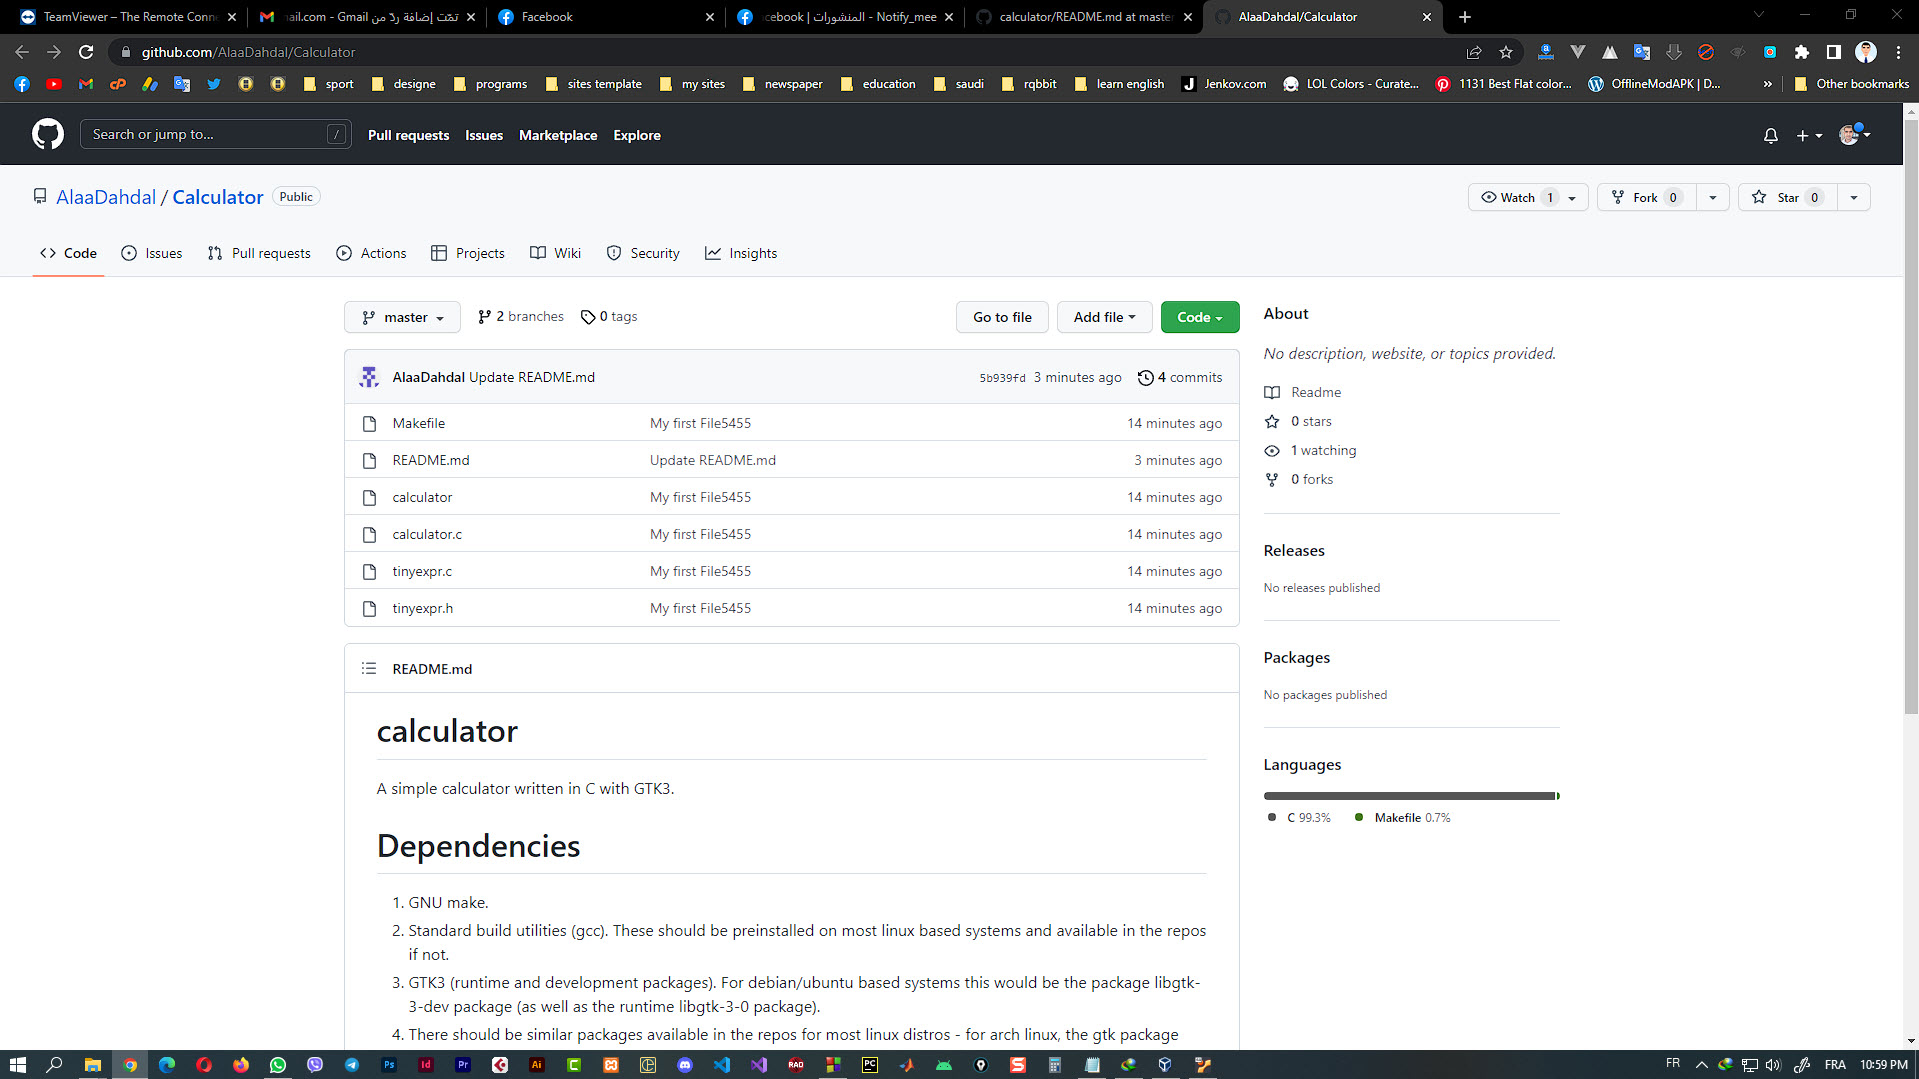 TeamViewer – The Remote Conne
تمّت إضافة ردّ من Gmail - nail.com
Facebook
المنشورات | Notify_mee - cebook
calculator/README.md at master
AlaaDahdal/Calculator
github.com/AlaaDahdal/Calculator
sport
designe
programs
sites template
my sites
newspaper
education
saudi
rqbbit
learn english
Jenkov.com
LOL Colors - Curate...
1131 Best Flat color...
OfflineModAPK | D...
»
Other bookmarks
Search or jump to...
/
Pull requests
Issues
Marketplace
Explore
AlaaDahdal / Calculator
Public
Watch 1
Fork 0
Star 0
Code
Issues
Pull requests
Actions
Projects
Wiki
Security
Insights
master
2 branches
0 tags
Go to file
Add file
Code
AlaaDahdal Update README.md
5b939fd 3 minutes ago
4 commits
Makefile
My first File5455
14 minutes ago
README.md
Update README.md
3 minutes ago
calculator
My first File5455
14 minutes ago
calculator.c
My first File5455
14 minutes ago
tinyexpr.c
My first File5455
14 minutes ago
tinyexpr.h
My first File5455
14 minutes ago
README.md
calculator
A simple calculator written in C with GTK3.
Dependencies
1. GNU make.
2. Standard build utilities (gcc). These should be preinstalled on most linux based systems and available in the repos
if not.
3. GTK3 (runtime and development packages). For debian/ubuntu based systems this would be the package libgtk-
3-dev package (as well as the runtime libgtk-3-0 package).
4. There should be similar packages available in the repos for most linux distros - for arch linux, the gtk package
About
No description, website, or topics provided.
Readme
0 stars
1 watching
0 forks
Releases
No releases published
Packages
No packages published
Languages
C 99.3%
Makefile 0.7%
Ps
Id
Pr
Ai
C
RAD
PC
S
FR
FRA
10:59 PM